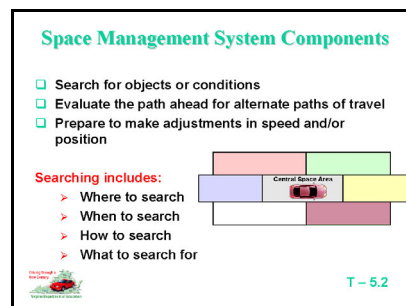 Space Management System Components
Search for objects or conditions
Evaluate the path ahead for alternate paths of travel
Prepare to make adjustments in speed and/or
position
Searching includes:
Where to search
When to search
How to search
What to search for
Central Space Area
T – 5.2